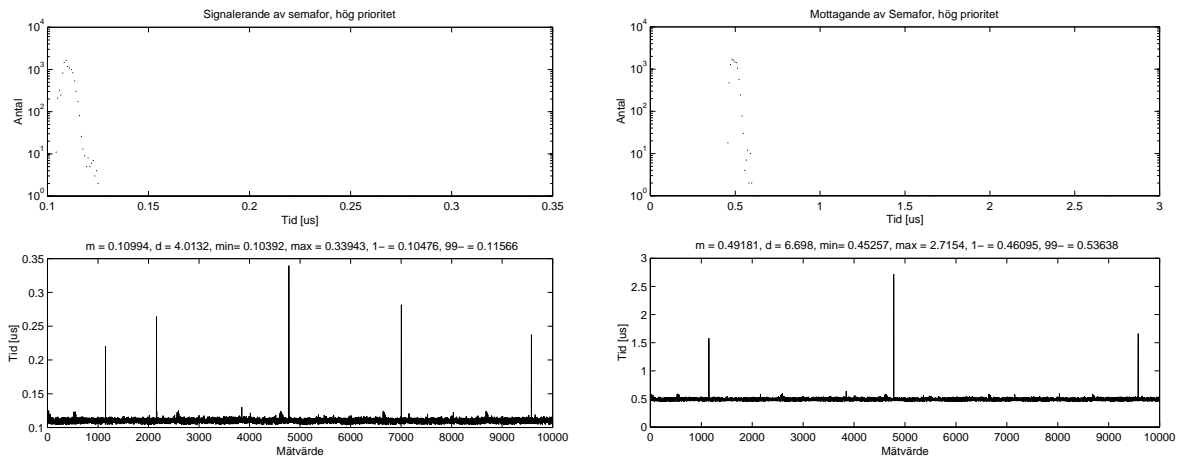 Signalerande av semafor, hög prioritet
10^4
10^3
10^2
10^1
10^0
Antal
0.1 0.15 0.2 0.25 0.3 0.35
Tid [us]
m = 0.10994, d = 4.0132, min= 0.10392, max = 0.33943, 1− = 0.10476, 99− = 0.11566
0.35
0.3
0.25
0.2
0.15
0.1
Tid [us]
0 1000 2000 3000 4000 5000 6000 7000 8000 9000 10000
Mätvärde
Mottagande av Semafor, hög prioritet
10^4
10^3
10^2
10^1
10^0
Antal
0 0.5 1 1.5 2 2.5 3
Tid [us]
m = 0.49181, d = 6.698, min= 0.45257, max = 2.7154, 1− = 0.46095, 99− = 0.53638
3
2.5
2
1.5
1
0.5
0
Tid [us]
0 1000 2000 3000 4000 5000 6000 7000 8000 9000 10000
Mätvärde